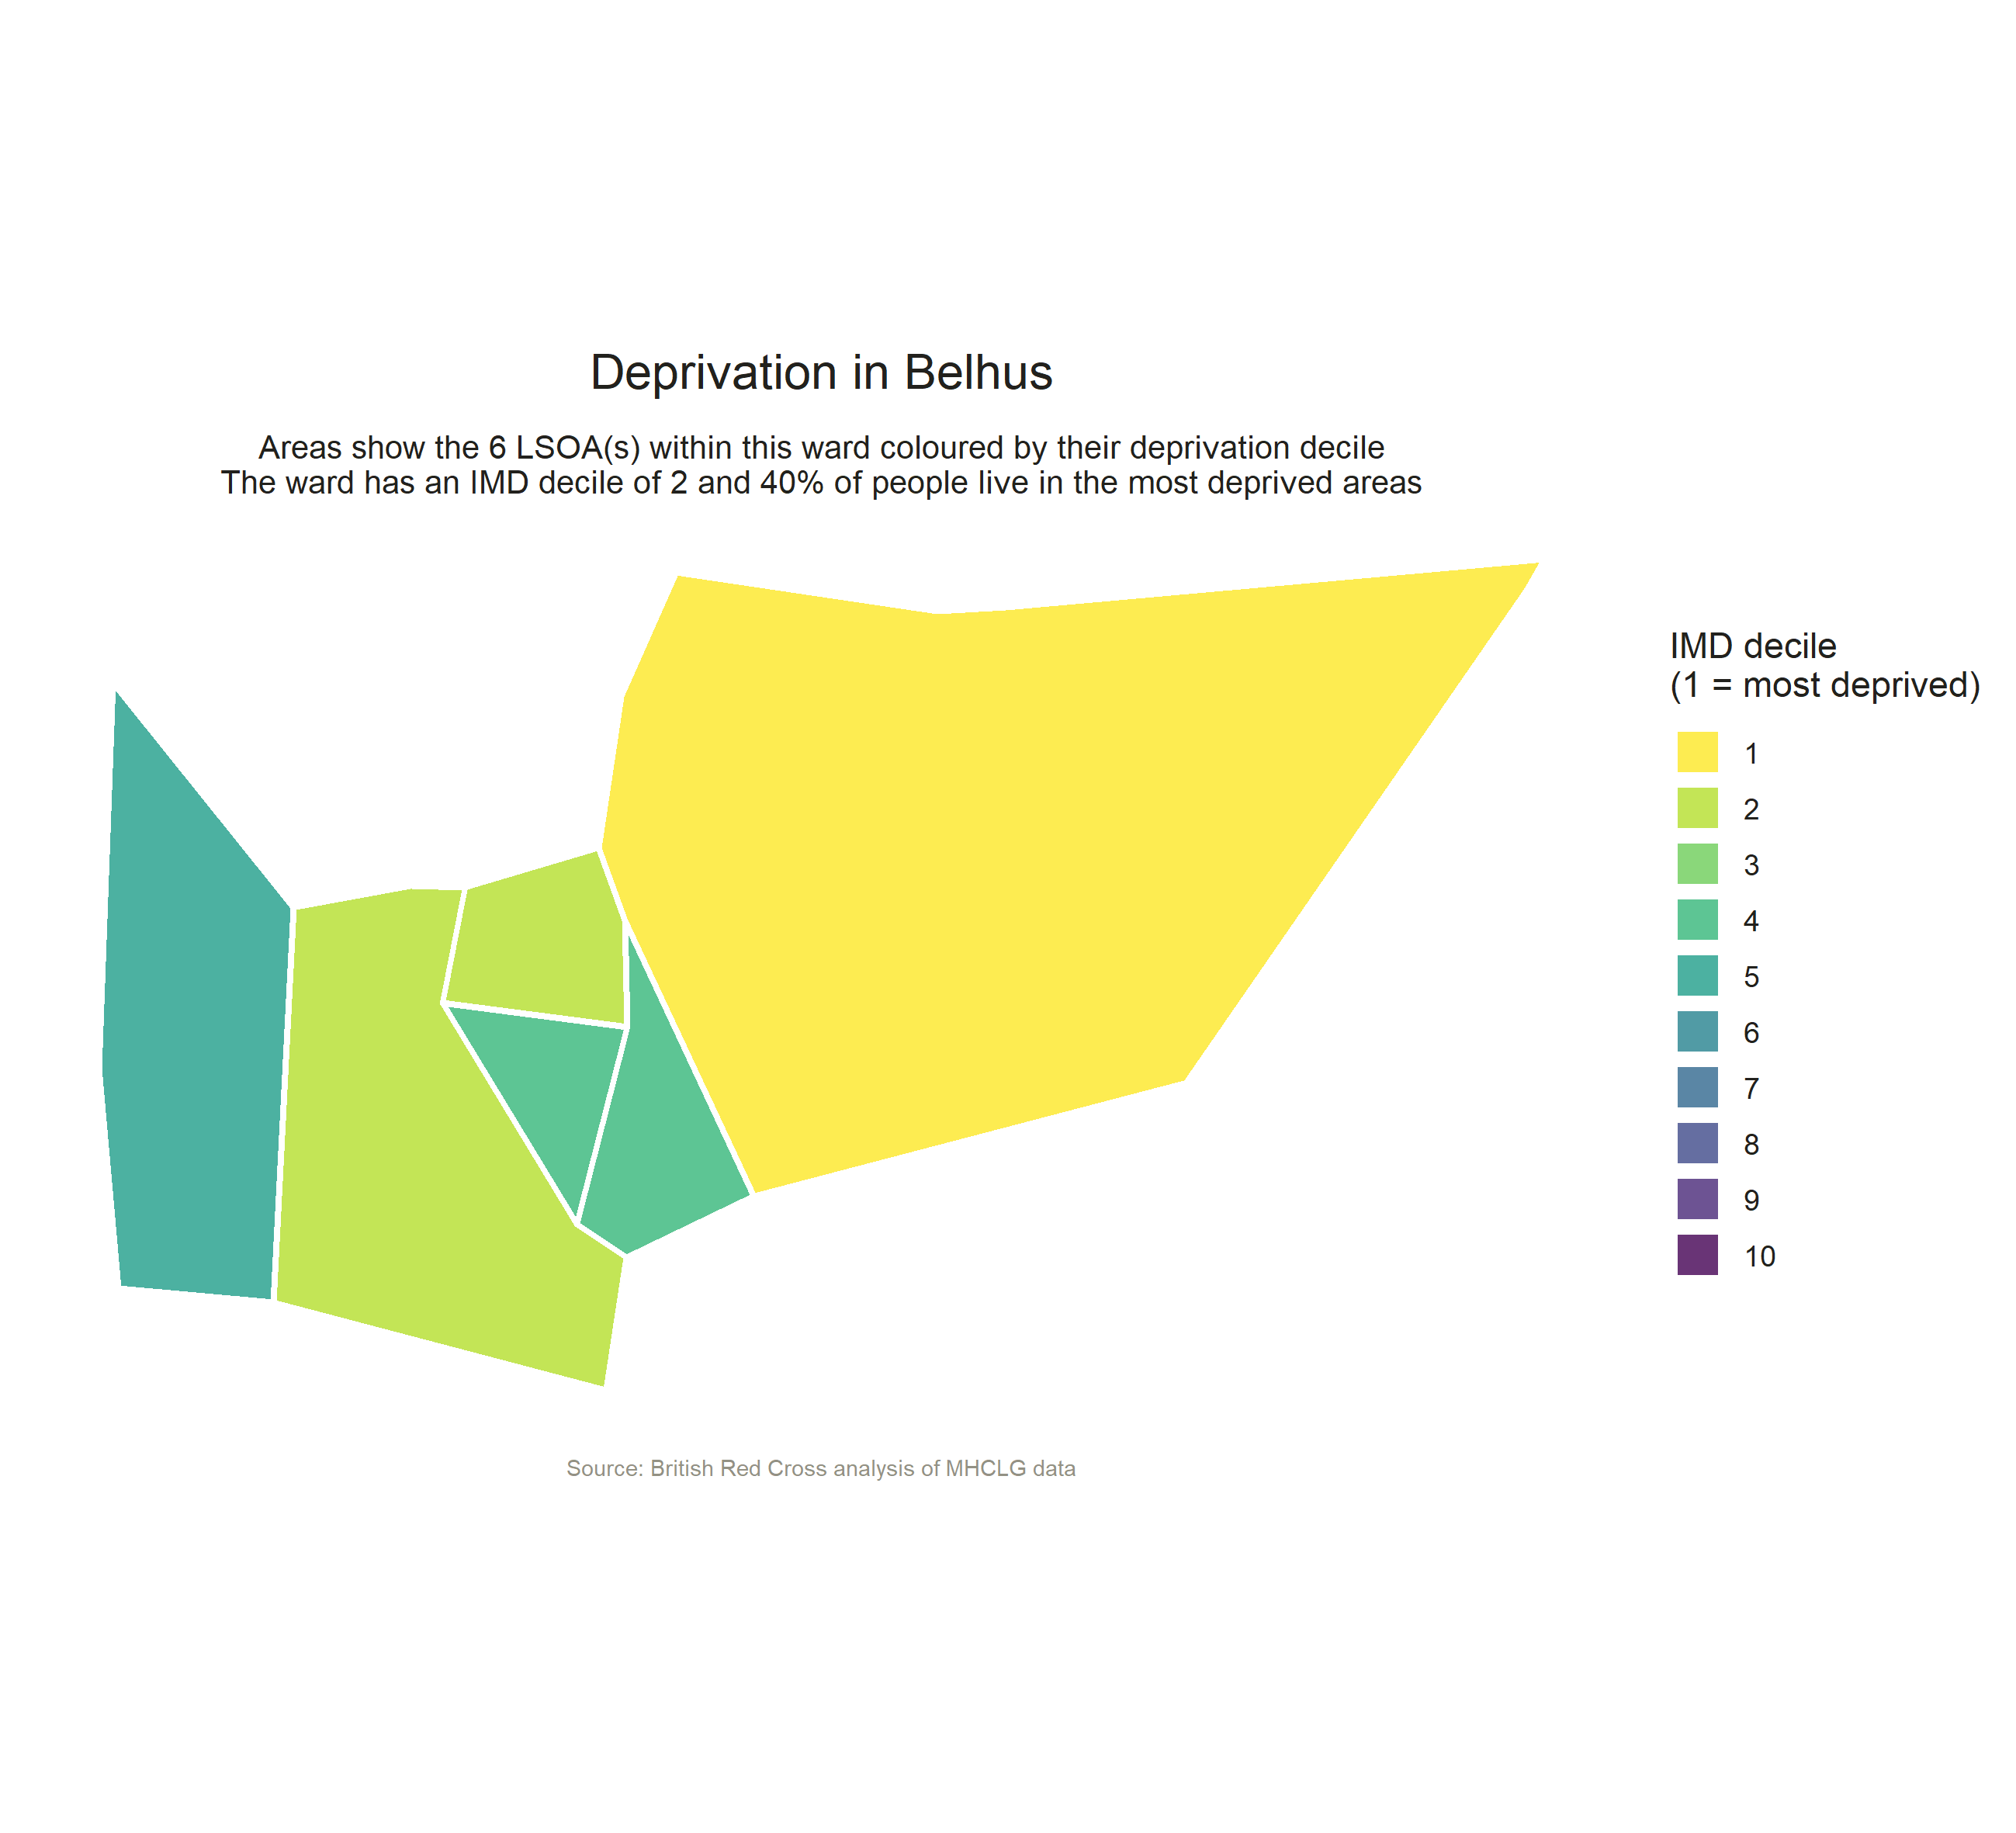 Deprivation in Belhus
Areas show the 6 LSOA(s) within this ward coloured by their deprivation decile
The ward has an IMD decile of 2 and 40% of people live in the most deprived areas
IMD decile
(1 = most deprived)
1
2
3
4
5
6
7
8
9
10
Source: British Red Cross analysis of MHCLG data